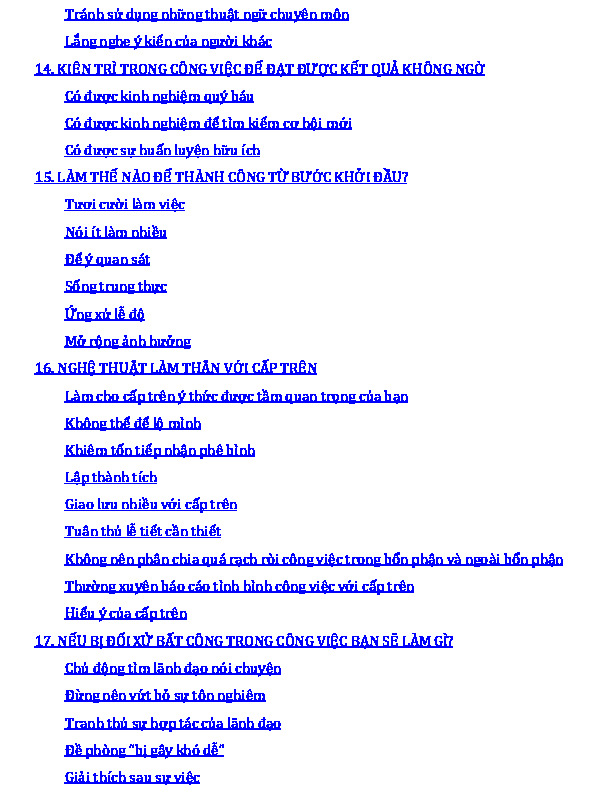 Tránh sử dụng những thuật ngữ chuyên môn
Lắng nghe ý kiến của người khác
14. KIÊN TRÌ TRONG CÔNG VIỆC ĐỂ ĐẠT ĐƯỢC KẾT QUẢ KHÔNG NGỜ
Có được kinh nghiệm quý báu
Có được kinh nghiệm để tìm kiếm cơ hội mới
Có được sự huấn luyện hữu ích
15. LÀM THẾ NÀO ĐỂ THÀNH CÔNG TỪ BƯỚC KHỞI ĐẦU?
Tươi cười làm việc
Nói ít làm nhiều
Để ý quan sát
Sống trung thực
Ứng xử lễ độ
Mở rộng ảnh hưởng
16. NGHỆ THUẬT LÀM THÂN VỚI CẤP TRÊN
Làm cho cấp trên ý thức được tầm quan trọng của bạn
Không thể để lộ mình
Khiêm tốn tiếp nhận phê bình
Lập thành tích
Giao lưu nhiều với cấp trên
Tuân thủ lễ tiết cần thiết
Không nên phân chia quá rạch ròi công việc trong bổn phận và ngoài bổn phận
Thường xuyên báo cáo tình hình công việc với cấp trên
Hiểu ý của cấp trên
17. NẾU BỊ ĐỐI XỬ BẤT CÔNG TRONG CÔNG VIỆC BẠN SẼ LÀM GÌ?
Chủ động tìm lãnh đạo nói chuyện
Đừng nên vứt bỏ sự tôn nghiêm
Tranh thủ sự hợp tác của lãnh đạo
Đề phòng "bị gây khó dễ"
Giải thích sau sự việc